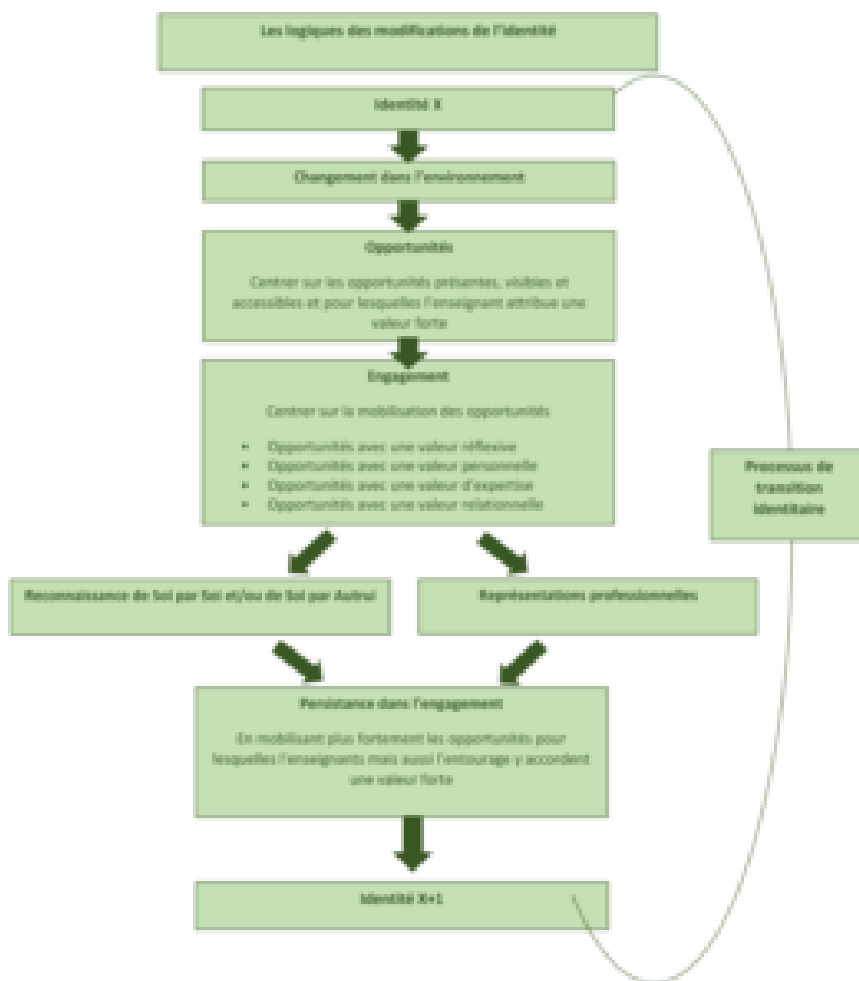 Les logiques des modifications de l'identité
Identité X
Changement dans l'environnement
Opportunités
Centrer sur les opportunités présentes, visibles et
accessibles et pour lesquelles l'enseignant attribue une
valeur forte
Engagement
Centrer sur la mobilisation des opportunités
• Opportunités avec une valeur réflexive
• Opportunités avec une valeur personnelle
• Opportunités avec une valeur d'expertise
• Opportunités avec une valeur relationnelle
Processus de
transition
identitaire
Reconnaissance de Soi par Soi et/ou de Soi par Autrui
Représentations professionnelles
Persistance dans l'engagement
En mobilisant plus fortement les opportunités pour
lesquelles l'enseignants mais aussi l'entourage y accordent
une valeur forte
Identité X+1